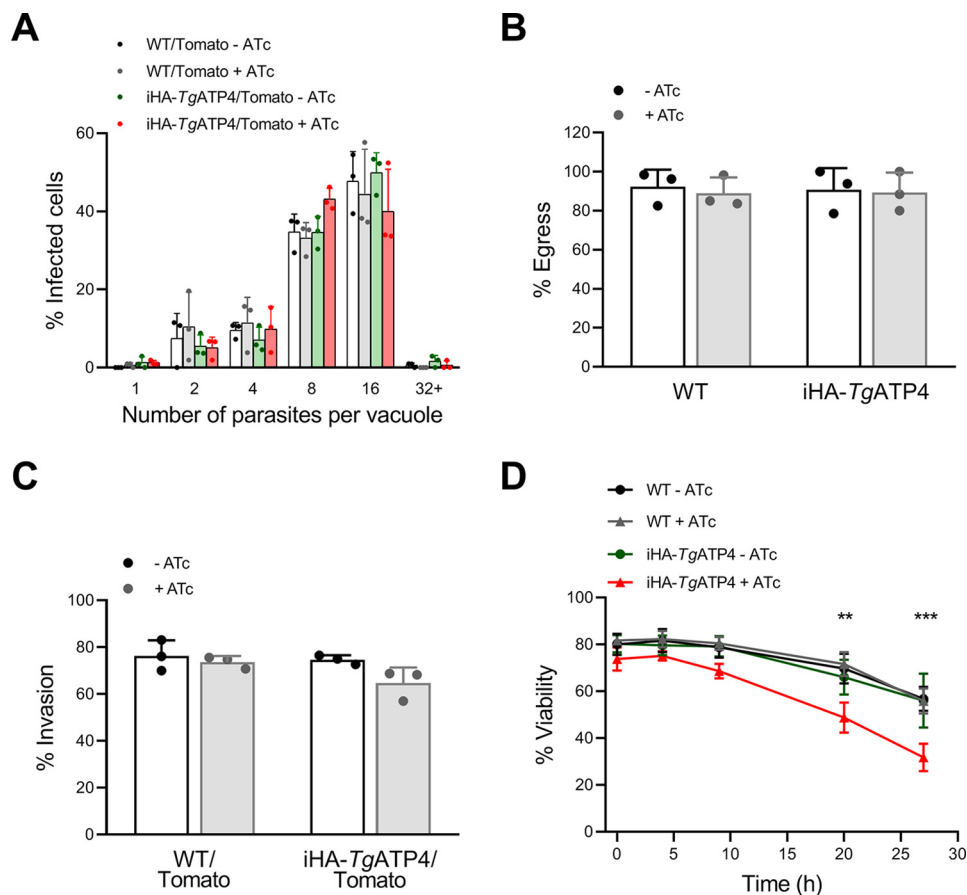 A
WT/Tomato - ATc
WT/Tomato + ATc
iHA-TgATP4/Tomato - ATc
iHA-TgATP4/Tomato + ATc
% Infected cells
60
40
20
0
1 2 4 8 16 32+
Number of parasites per vacuole
B
- ATc
+ ATc
% Egress
120
100
80
60
40
20
0
WT iHA-TgATP4
C
- ATc
+ ATc
% Invasion
100
80
60
40
20
0
WT/ iHA-TgATP4/
Tomato Tomato
D
WT - ATc
WT + ATc
iHA-TgATP4 - ATc
iHA-TgATP4 + ATc
% Viability
100
80
60
40
20
0
** ***
0 5 10 15 20 25 30
Time (h)